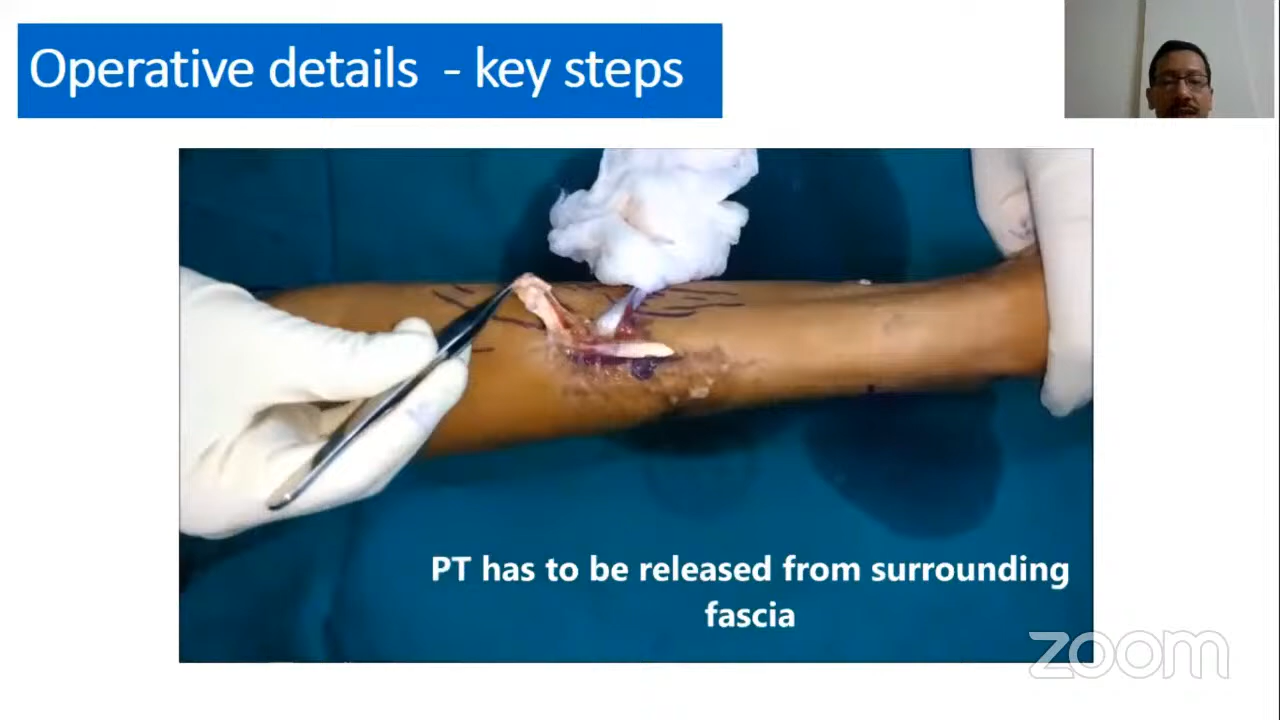 Operative details - key steps
PT has to be released from surrounding
fascia
zoom